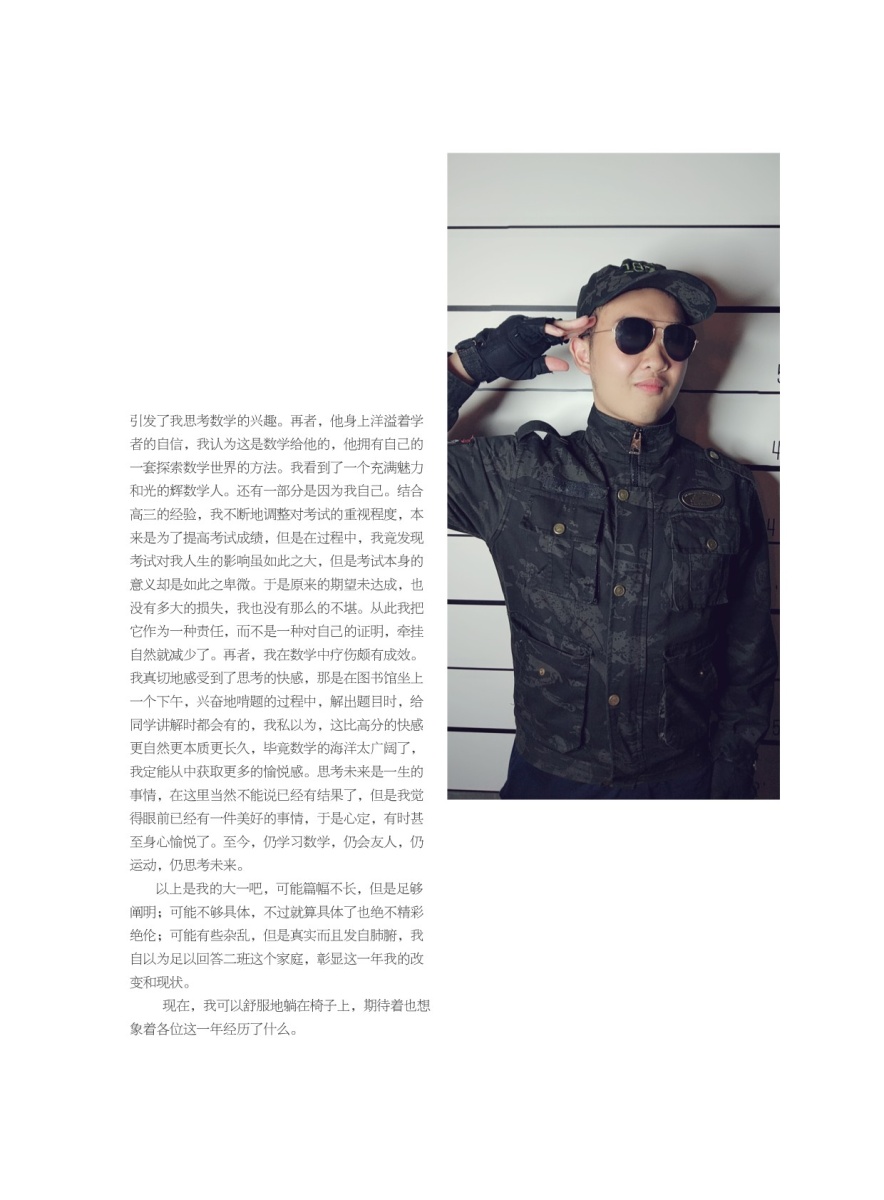 引发了我思考数学的兴趣。再者，他身上洋溢着学
者的自信，我认为这是数学给他的，他拥有自己的
一套探索数学世界的方法。我看到了一个充满魅力
和光的辉数学人。还有一部分是因为我自己。结合
高三的经验，我不断地调整对考试的重视程度，本
来是为了提高考试成绩，但是在过程中，我竟发现
考试对我人生的影响虽如此之大，但是考试本身的
意义却是如此之卑微。于是原来的期望未达成，也
没有多大的损失，我也没有那么的不堪。从此我把
它作为一种责任，而不是一种对自己的证明，牵挂
自然就减少了。再者，我在数学中疗伤颇有成效。
我真切地感受到了思考的快感，那是在图书馆坐上
一个下午，兴奋地啃题的过程中，解出题目时，给
同学讲解时都会有的，我私以为，这比高分的快感
更自然更本质更长久，毕竟数学的海洋太广阔了，
我定能从中获取更多的愉悦感。思考未来是一生的
事情，在这里当然不能说已经有结果了，但是我觉
得眼前已经有一件美好的事情，于是心定，有时甚
至身心愉悦了。至今，仍学习数学，仍会友人，仍
运动，仍思考未来。
以上是我的大一吧，可能篇幅不长，但是足够
阐明；可能不够具体，不过就算具体了也绝不精彩
绝伦；可能有些杂乱，但是真实而且发自肺腑，我
自以为足以回答二班这个家庭，彰显这一年我的改
变和现状。
现在，我可以舒服地躺在椅子上，期待着也想
象着各位这一年经历了什么。
5
4
4